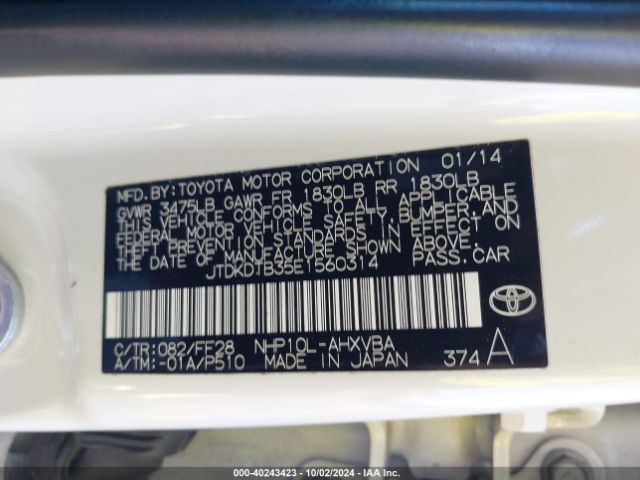 MFD.BY:TOYOTA MOTOR CORPORATION 01/14
GVWR 3475LB GAWR FR 1830LB RR 1830LB
THIS VEHICLE CONFORMS TO ALL APPLICABLE
FEDERAL MOTOR VEHICLE SAFETY, BUMPER, AND
THEFT PREVENTION STANDARDS IN EFFECT ON
THE DATE OF MANUFACTURE SHOWN ABOVE.
JTDKDTB35E1560314 PASS.CAR
C/TR:082/FF28 NHP10L-AHXVBA
A/TM:-01A/P510 MADE IN JAPAN 374 A
000-40243423 - 10/02/2024 - IAA Inc.